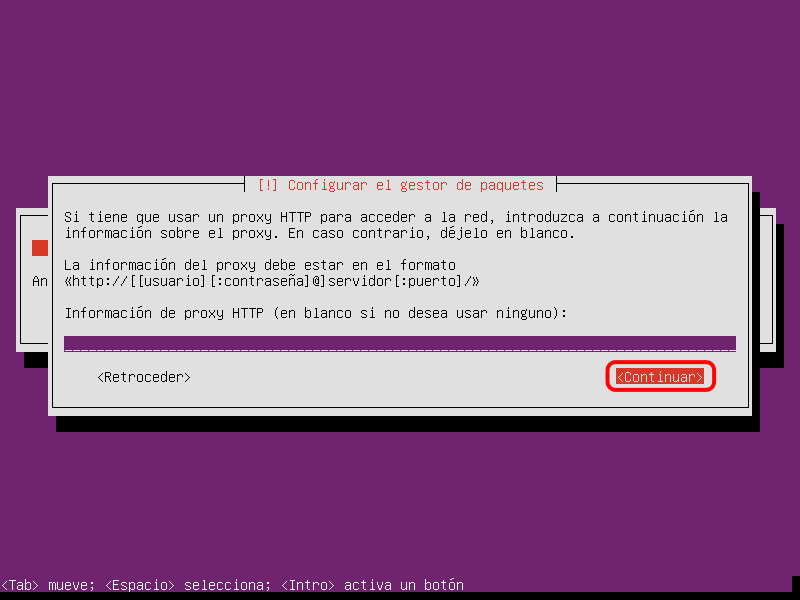 [!] Configurar el gestor de paquetes
Si tiene que usar un proxy HTTP para acceder a la red, introduzca a continuación la
información sobre el proxy. En caso contrario, déjelo en blanco.
La información del proxy debe estar en el formato
«http://[[usuario][:contraseña]@]servidor[:puerto]/»
An
Información de proxy HTTP (en blanco si no desea usar ninguno):
<Retroceder> <Continuar>
<Tab> mueve; <Espacio> selecciona; <Intro> activa un botón